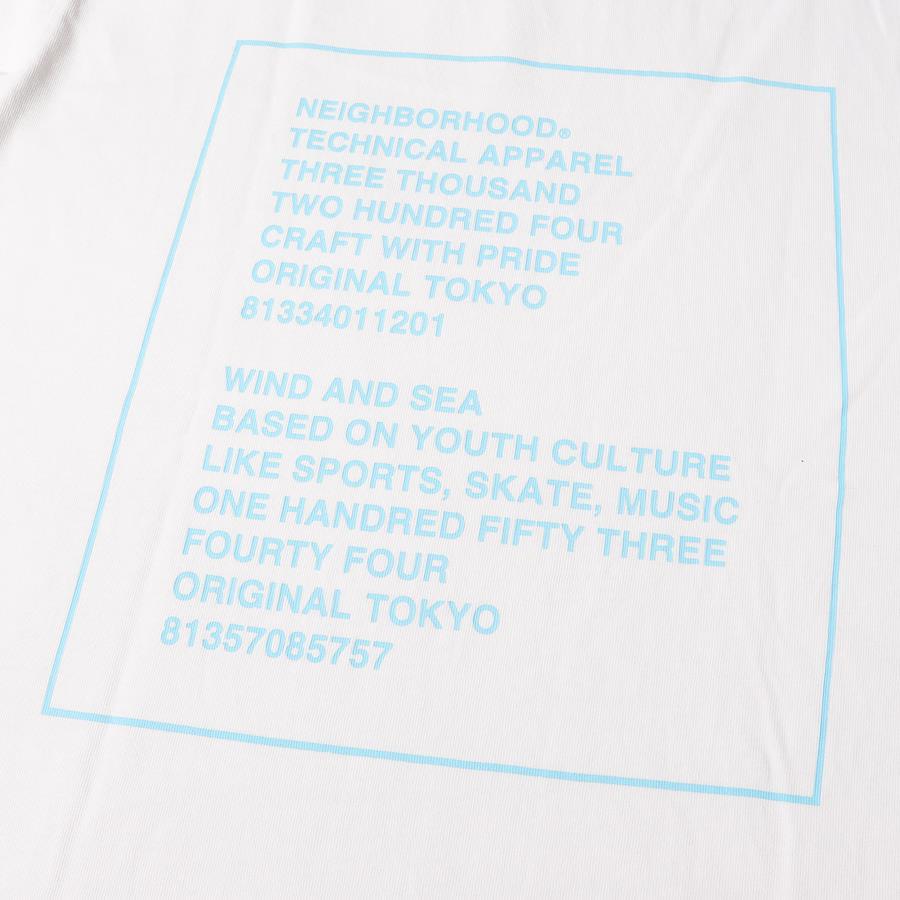 NEIGHBORHOOD®
TECHNICAL APPAREL
THREE THOUSAND
TWO HUNDRED FOUR
CRAFT WITH PRIDE
ORIGINAL TOKYO
81334011201
WIND AND SEA
BASED ON YOUTH CULTURE
LIKE SPORTS, SKATE, MUSIC
ONE HANDRED FIFTY THREE
FOURTY FOUR
ORIGINAL TOKYO
81357085757